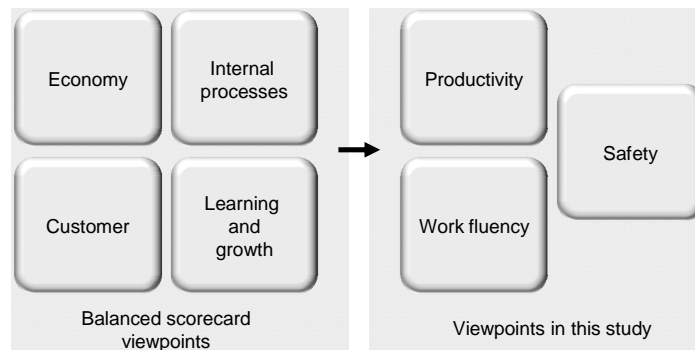 Economy
Internal
processes
Customer
Learning
and
growth
Balanced scorecard
viewpoints
Productivity
Safety
Work fluency
Viewpoints in this study